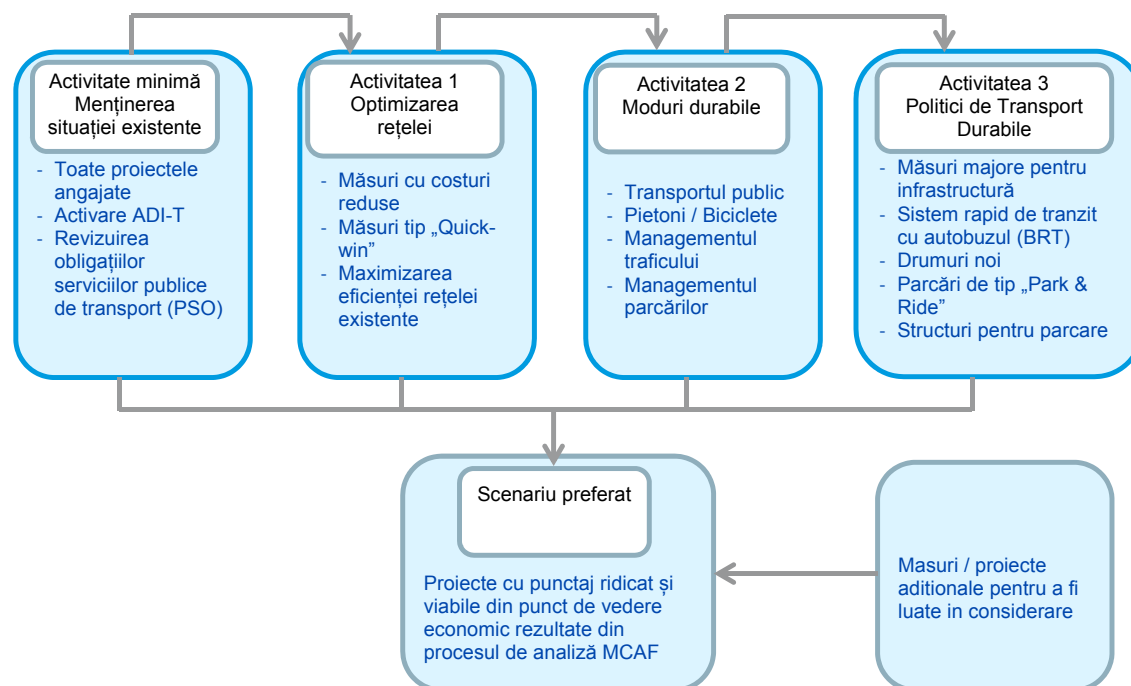 Activitate minimă
Menținerea
situației existente
- Toate proiectele
angajate
- Activare ADI-T
- Revizuirea
obligațiilor
serviciilor publice
de transport (PSO)
Activitatea 1
Optimizarea
rețelei
- Măsuri cu costuri
reduse
- Măsuri tip „Quick-
win”
- Maximizarea
eficienței rețelei
existente
Activitatea 2
Moduri durabile
- Transportul public
- Pietoni / Biciclete
- Managementul
traficului
- Managementul
parcărilor
Activitatea 3
Politici de Transport
Durabile
- Măsuri majore pentru
infrastructură
- Sistem rapid de tranzit
cu autobuzul (BRT)
- Drumuri noi
- Parcări de tip „Park &
Ride”
- Structuri pentru parcare
Scenariu preferat
Proiecte cu punctaj ridicat și
viabile din punct de vedere
economic rezultate din
procesul de analiză MCAF
Masuri / proiecte
aditionale pentru a fi
luate in considerare